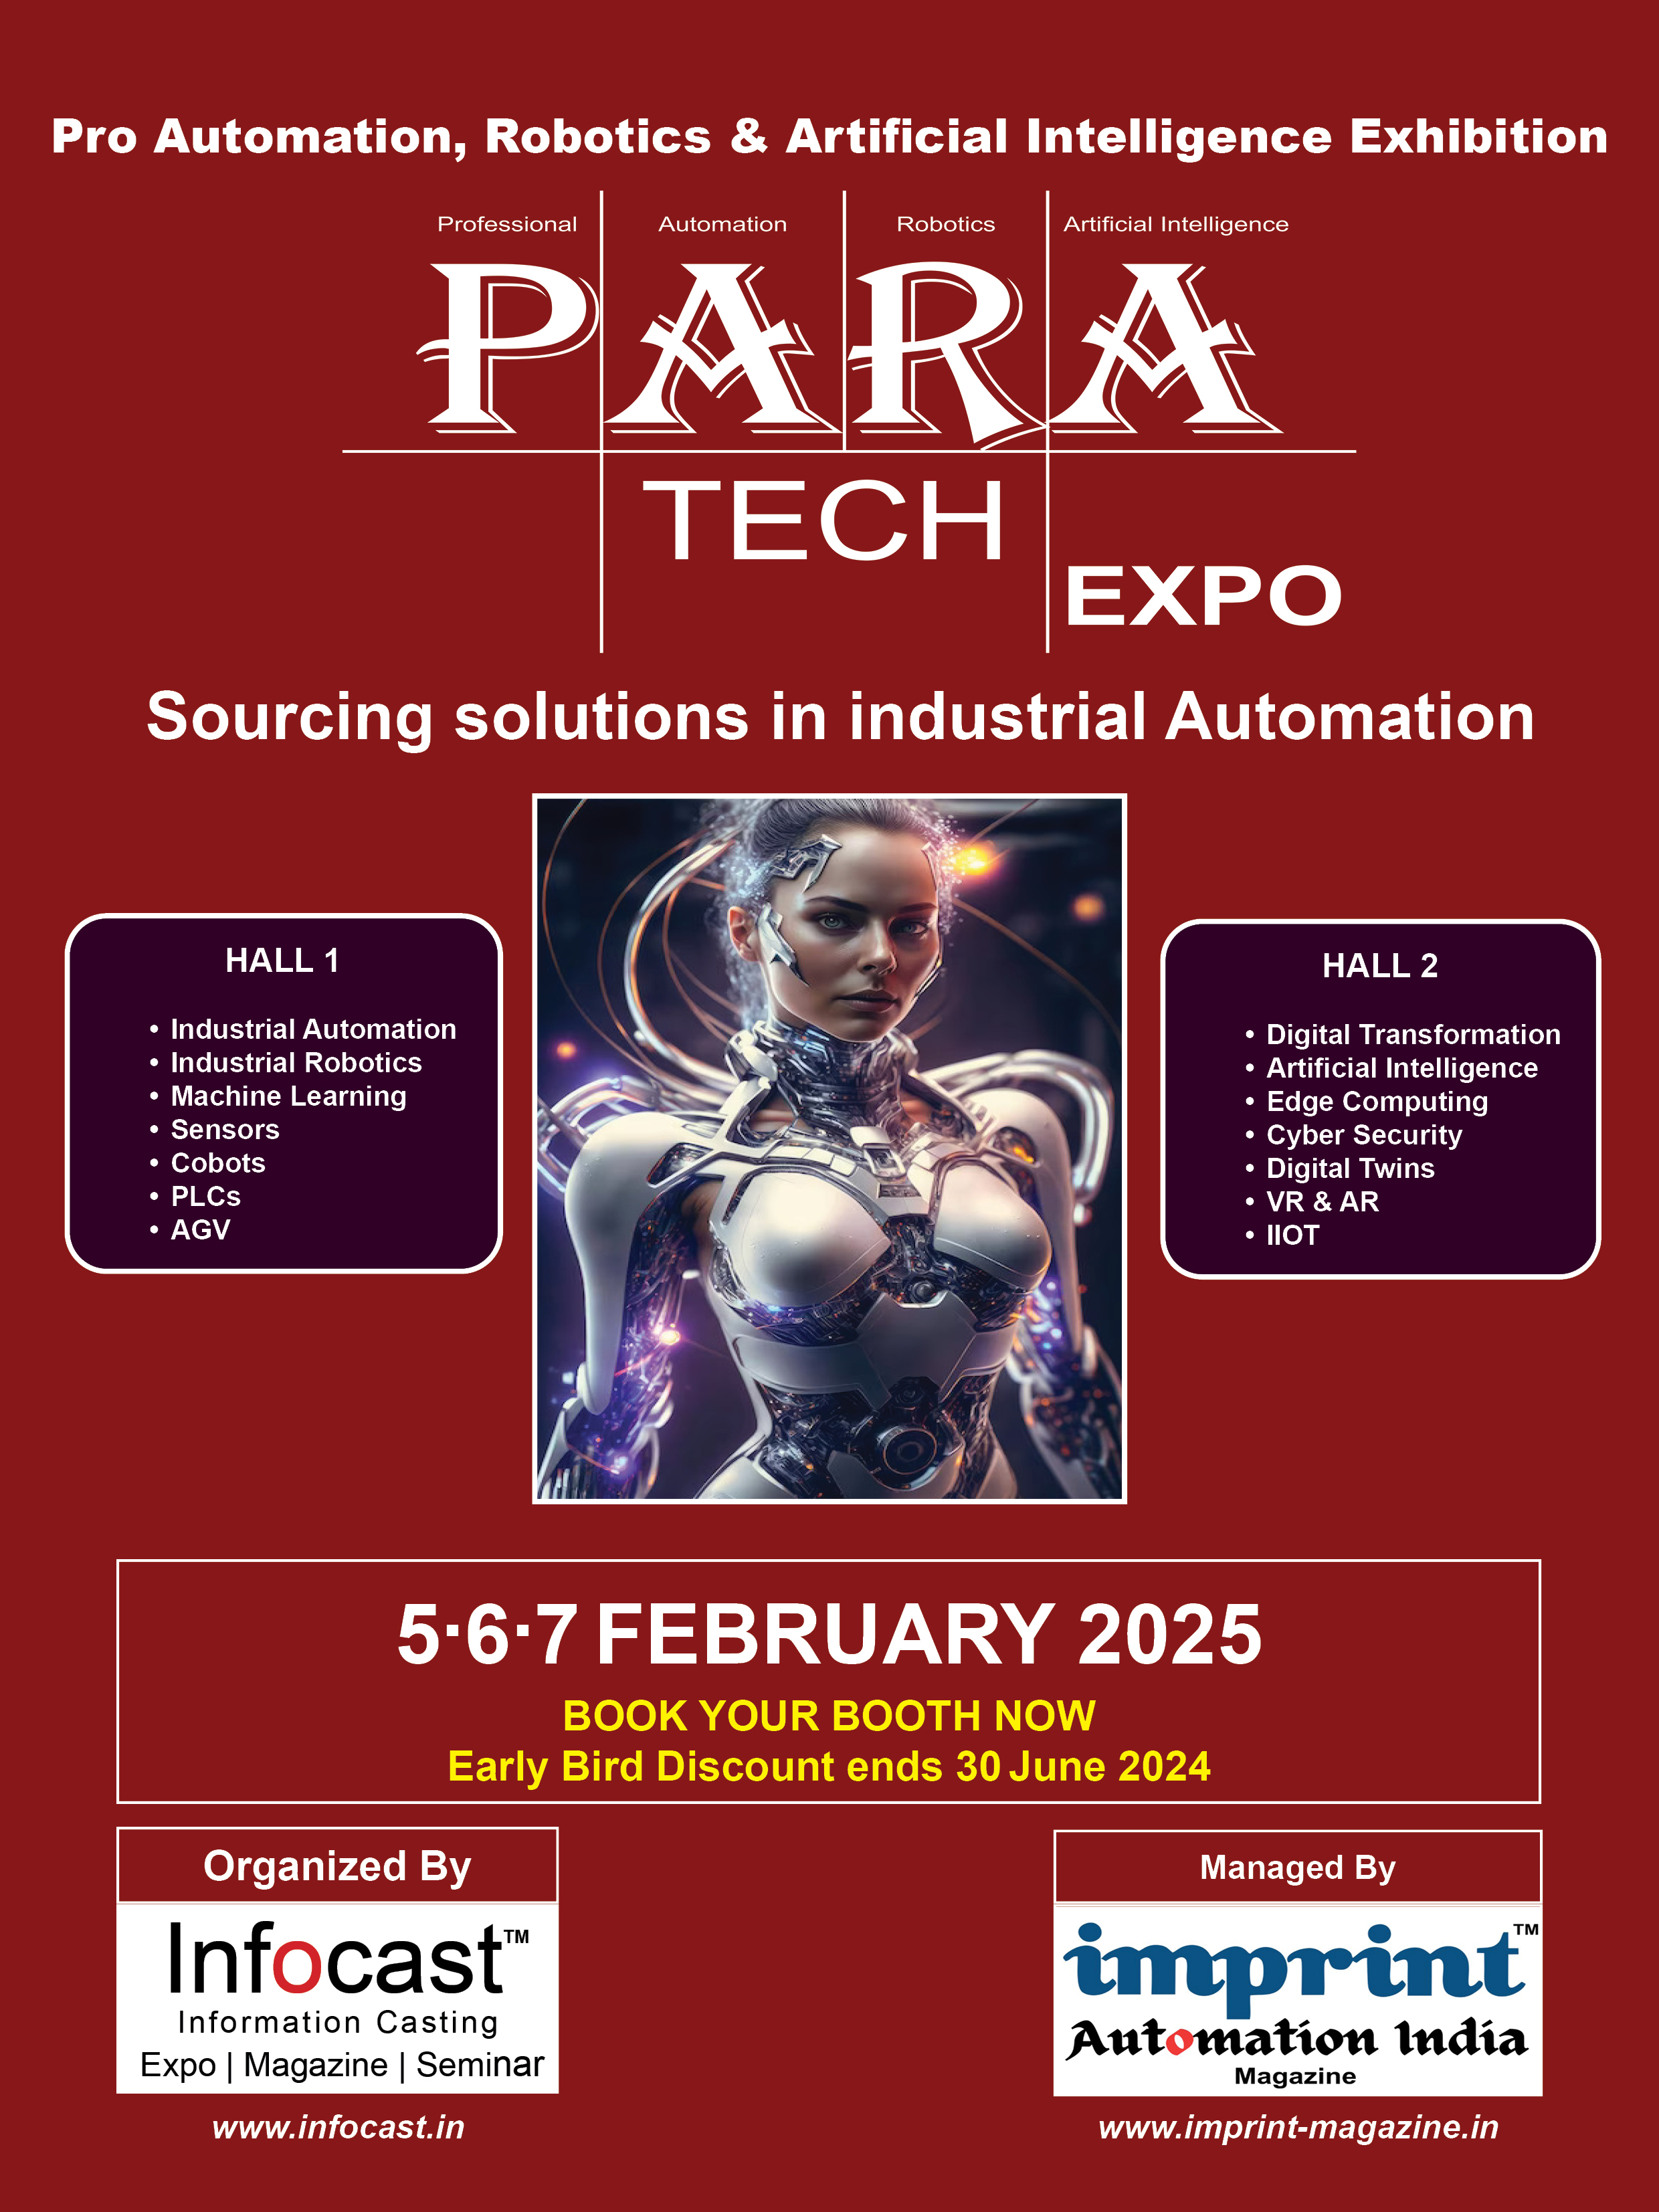 Pro Automation, Robotics & Artificial Intelligence Exhibition
Professional Automation Robotics Artificial Intelligence
PARA
TECH
EXPO
Sourcing solutions in industrial Automation
HALL 1
• Industrial Automation
• Industrial Robotics
• Machine Learning
• Sensors
• Cobots
• PLCs
• AGV
HALL 2
• Digital Transformation
• Artificial Intelligence
• Edge Computing
• Cyber Security
• Digital Twins
• VR & AR
• IIOT
5·6·7 FEBRUARY 2025
BOOK YOUR BOOTH NOW
Early Bird Discount ends 30 June 2024
Organized By
Infocast™
Information Casting
Expo | Magazine | Seminar
www.infocast.in
Managed By
imprint™
Automation India
Magazine
www.imprint-magazine.in